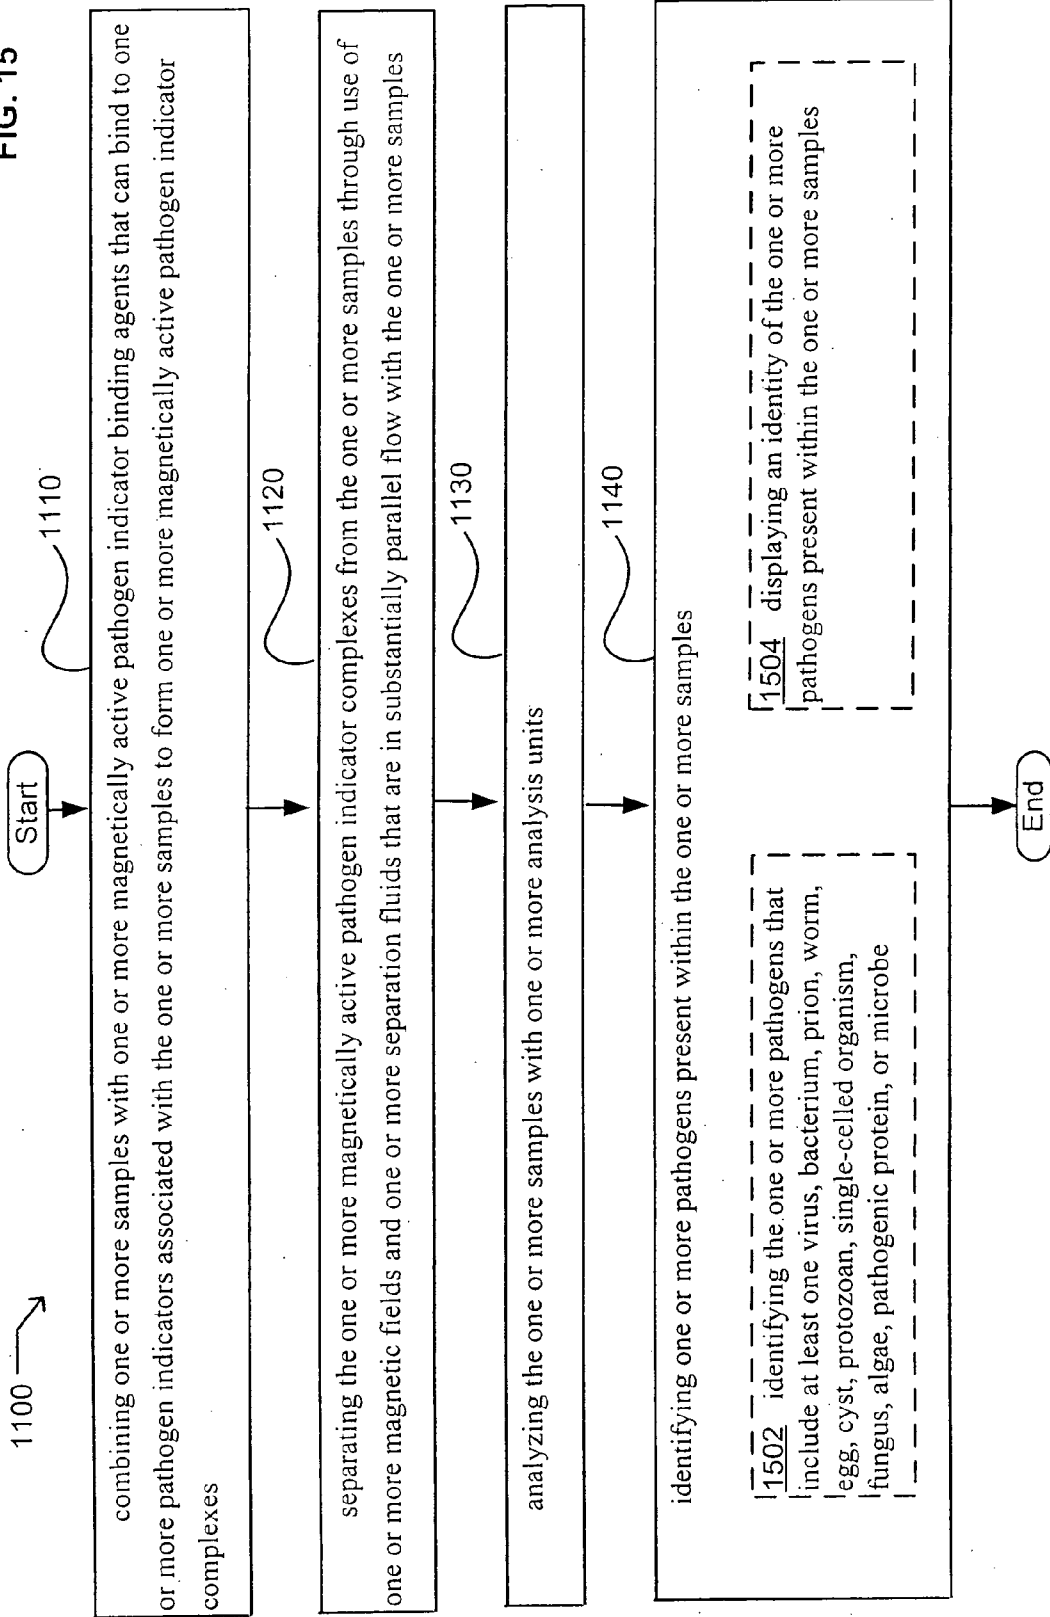 FIG. 15
1100
Start
1110
combining one or more samples with one or more magnetically active pathogen indicator binding agents that can bind to one
or more pathogen indicators associated with the one or more samples to form one or more magnetically active pathogen indicator
complexes
1120
separating the one or more magnetically active pathogen indicator complexes from the one or more samples through use of
one or more magnetic fields and one or more separation fluids that are in substantially parallel flow with the one or more samples
1130
analyzing the one or more samples with one or more analysis units
1140
identifying one or more pathogens present within the one or more samples
1502 identifying the one or more pathogens that
include at least one virus, bacterium, prion, worm,
egg, cyst, protozoan, single-celled organism,
fungus, algae, pathogenic protein, or microbe
1504 displaying an identity of the one or more
pathogens present within the one or more samples
End